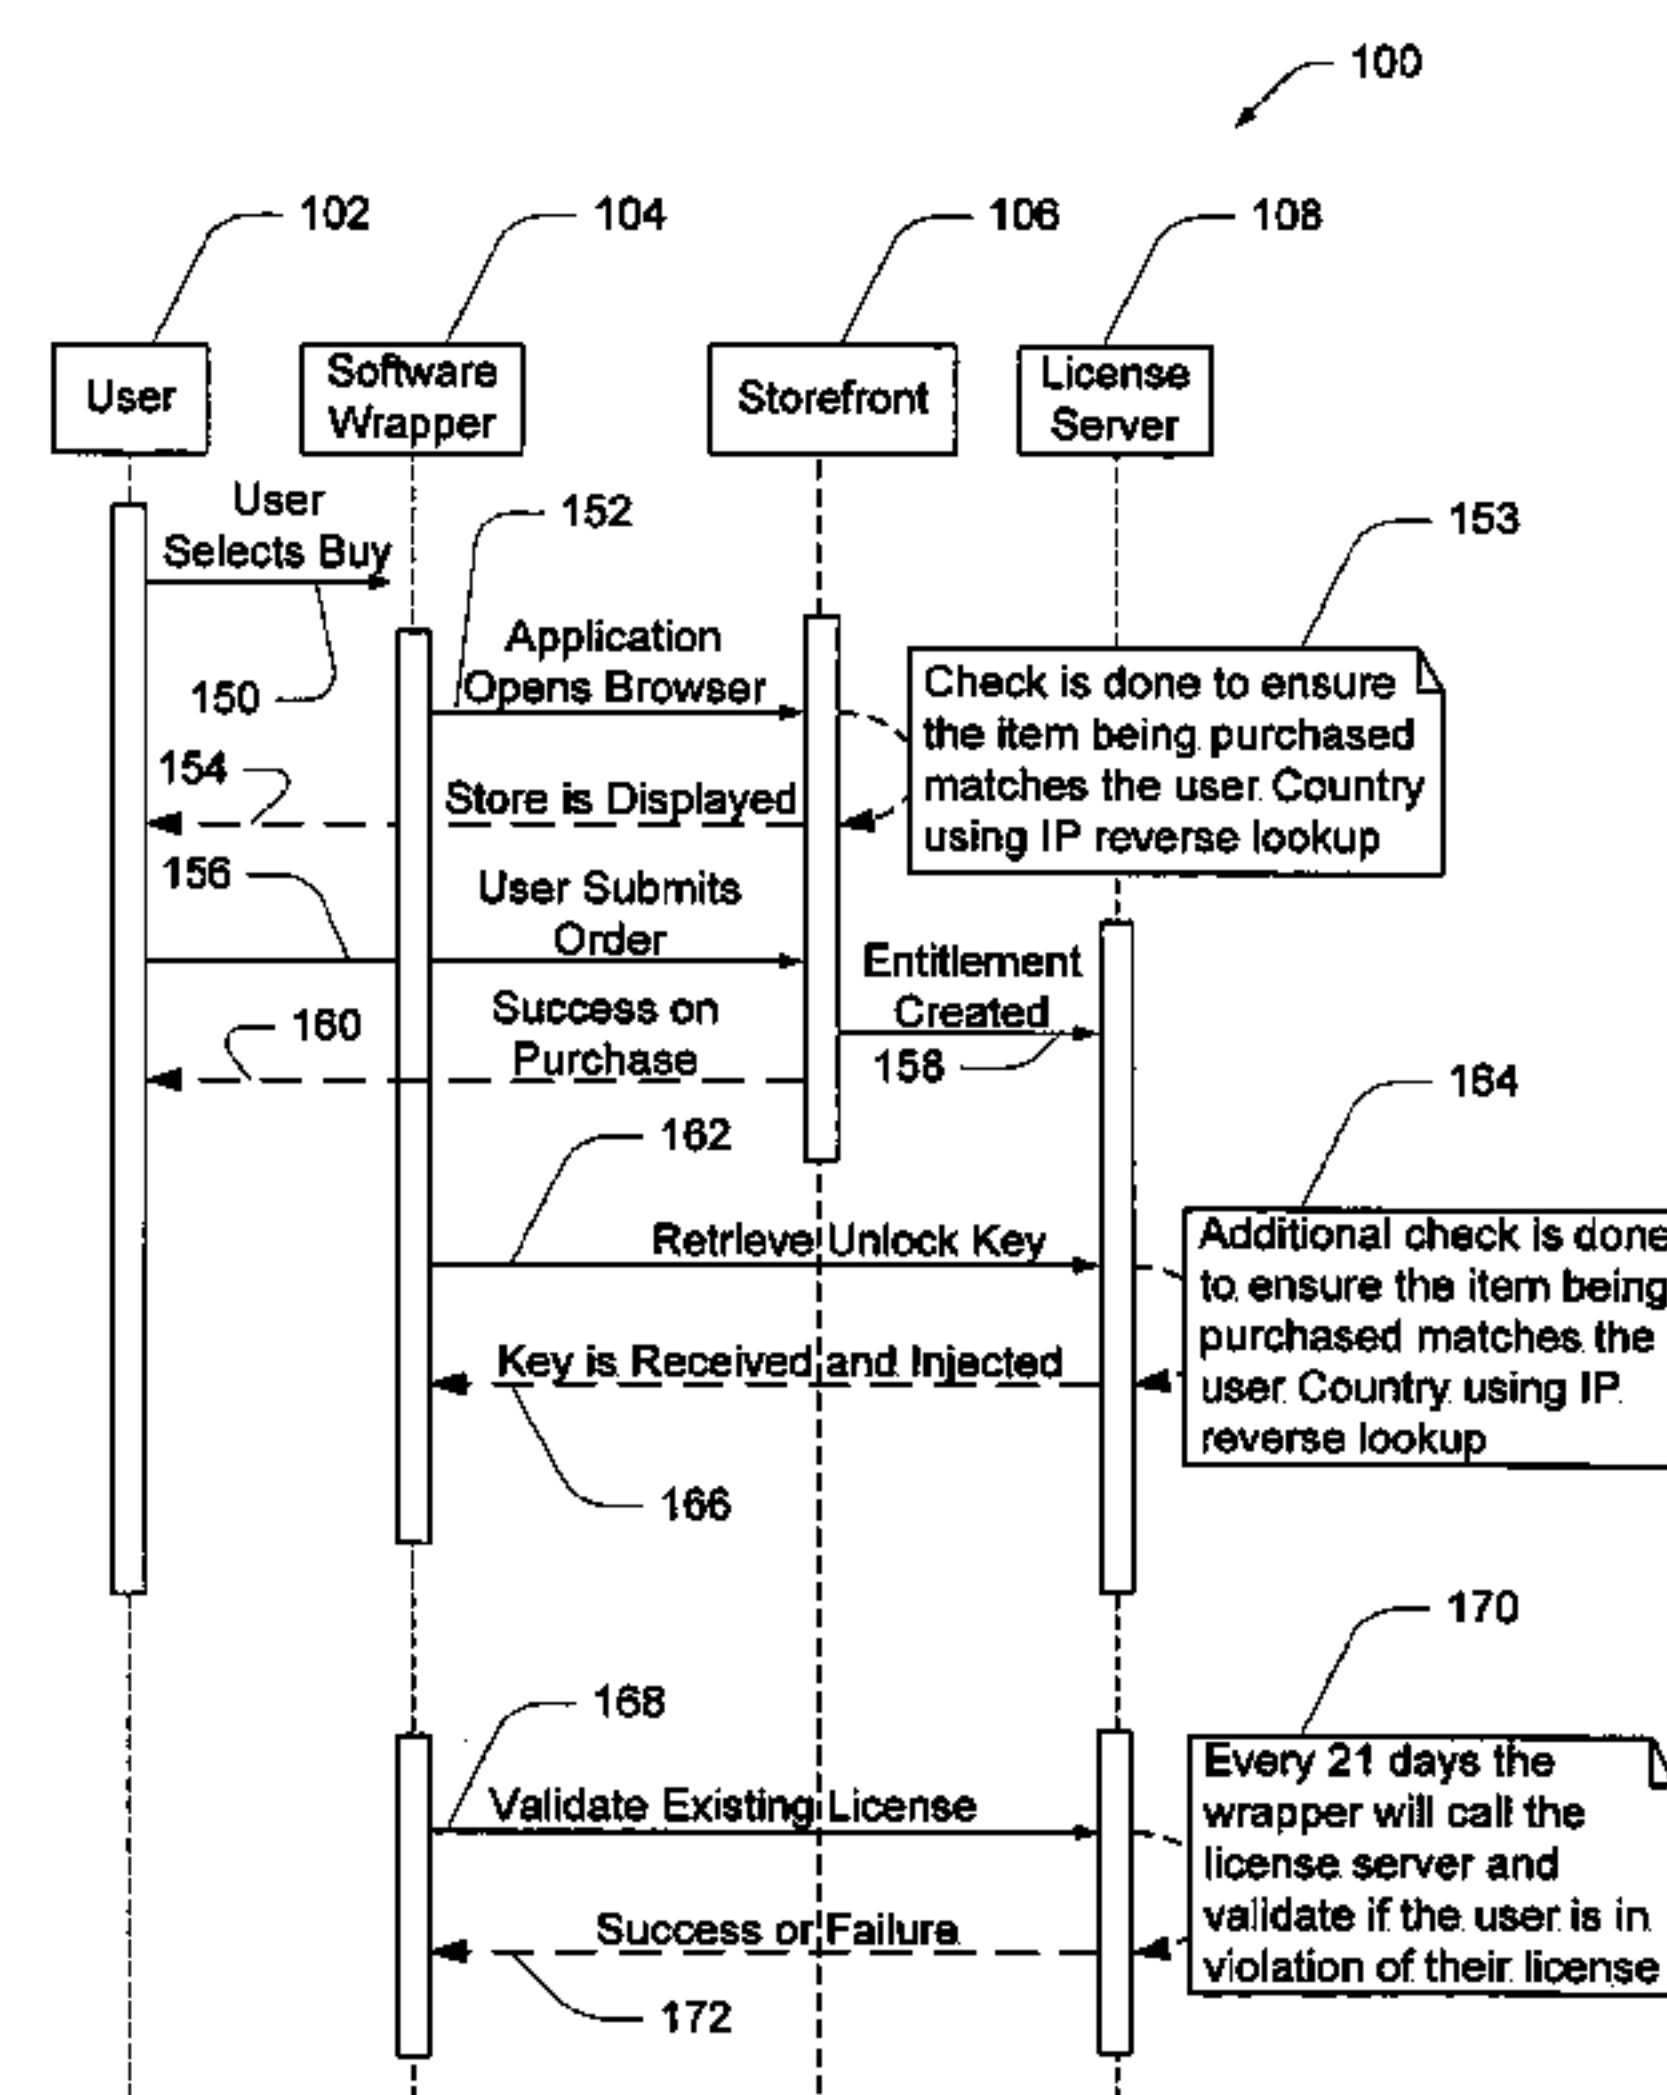 100
102
104
106
108
User
Software
Wrapper
Storefront
License
Server
User
Selects Buy
152
153
150
Application
Opens Browser
Check is done to ensure
the item being purchased
matches the user Country
using IP reverse lookup
154
Store is Displayed
156
User Submits
Order
Entitlement
Created
158
160
Success on
Purchase
162
164
Retrieve Unlock Key
Additional check is done
to ensure the item being
purchased matches the
user Country using IP
reverse lookup
Key is Received and Injected
166
168
170
Validate Existing License
Every 21 days the
wrapper will call the
license server and
validate if the user is in
violation of their license
Success or Failure
172